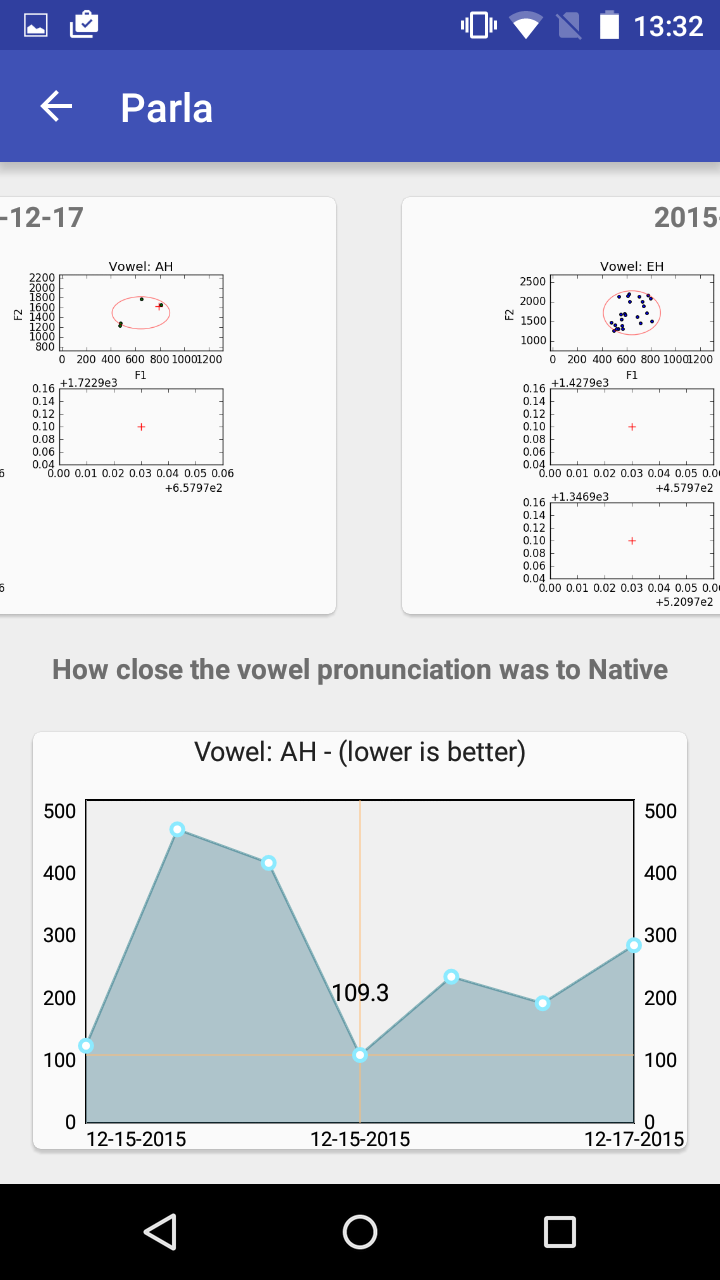 13:32
Parla
-12-17
2015-
Vowel: AH
2200
2000
1800
1600
1400
1200
1000
800
F2
0 200 400 600 800 1000 1200
F1
+1.7229e3
0.16
0.14
0.12
0.10
0.08
0.06
0.04
0.00 0.01 0.02 0.03 0.04 0.05 0.06
+6.5797e2
6
6
Vowel: EH
2500
2000
1500
1000
F2
0 200 400 600 800 1000 1200
F1
+1.4279e3
0.16
0.14
0.12
0.10
0.08
0.06
0.04
0.00 0.01 0.02 0.03 0.04 0.05 0.0
+4.5797e2
+1.3469e3
0.16
0.14
0.12
0.10
0.08
0.06
0.04
0.00 0.01 0.02 0.03 0.04 0.05 0.0
+5.2097e2
How close the vowel pronunciation was to Native
Vowel: AH - (lower is better)
500 500
400 400
300 300
200 109.3 200
100 100
0 0
12-15-2015 12-15-2015 12-17-2015